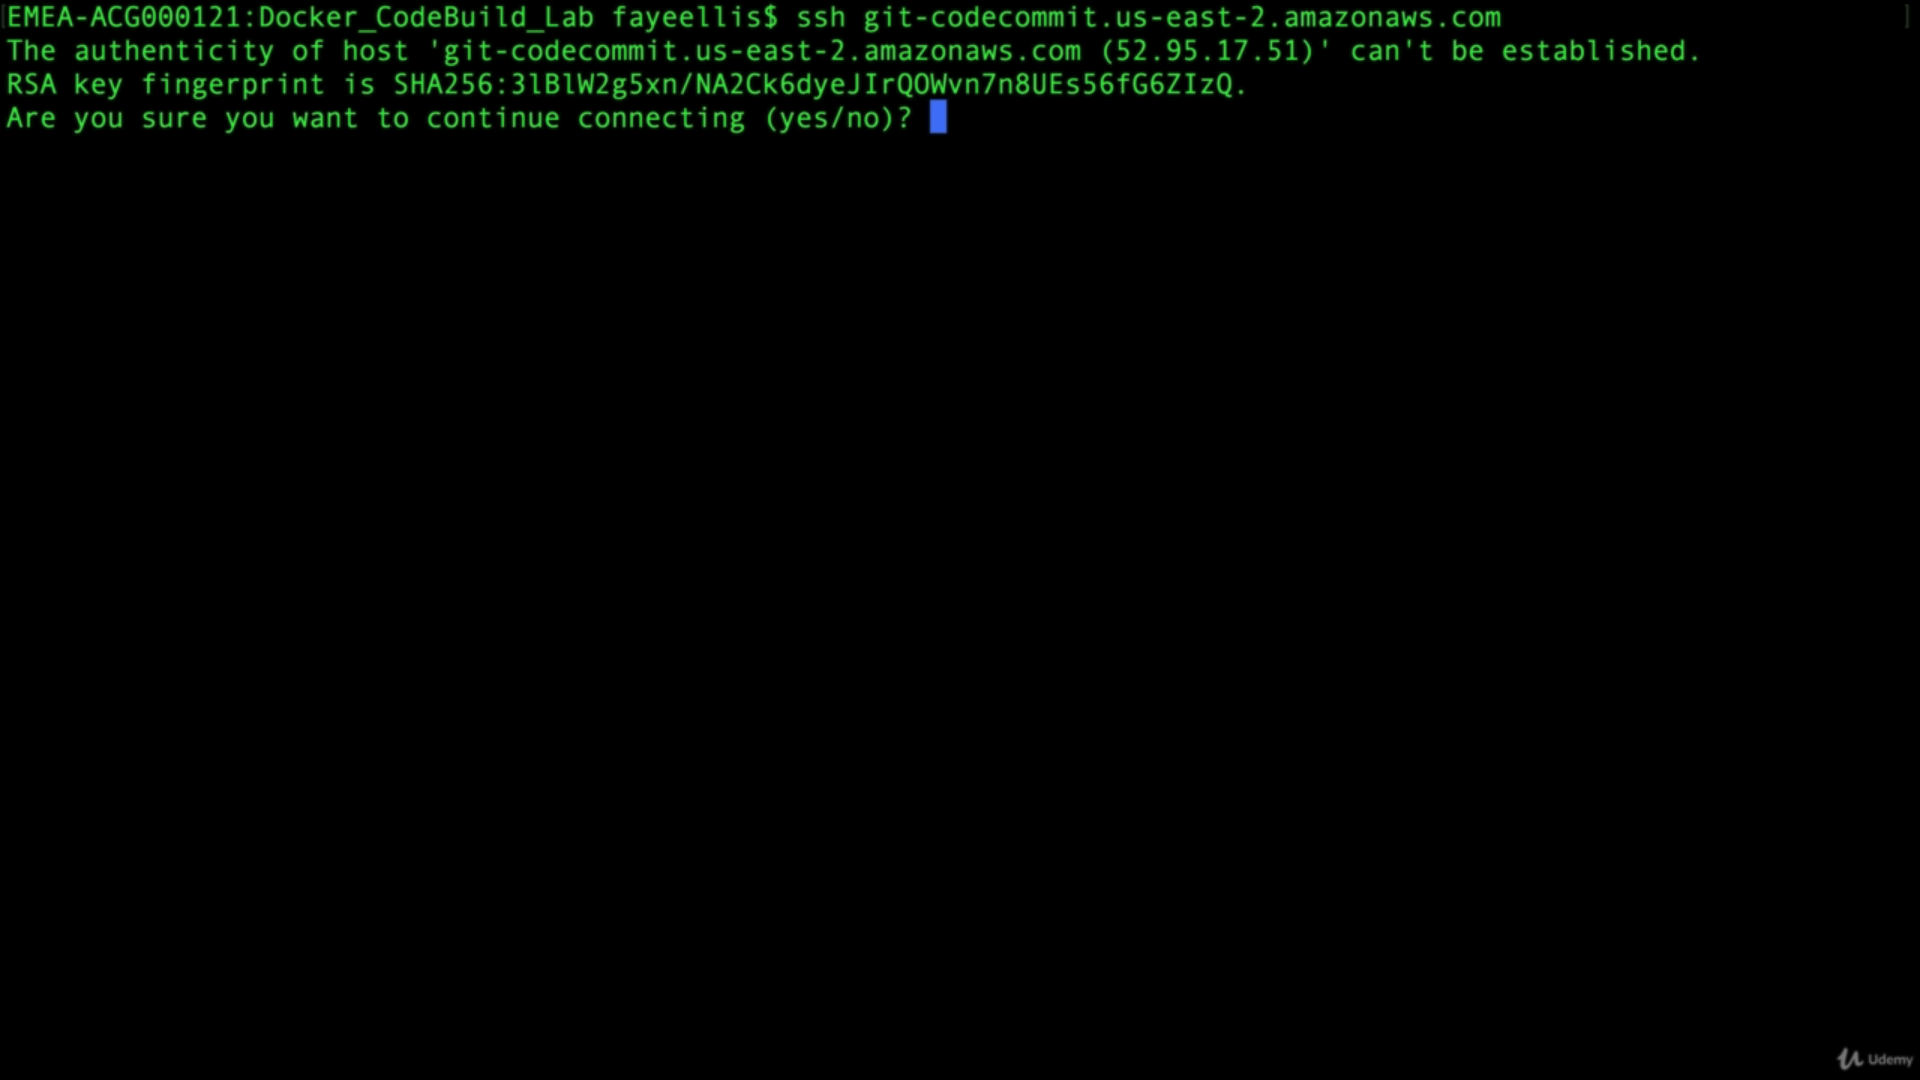 EMEA-ACG000121:Docker_CodeBuild_Lab fayeellis$ ssh git-codecommit.us-east-2.amazonaws.com
The authenticity of host 'git-codecommit.us-east-2.amazonaws.com (52.95.17.51)' can't be established.
RSA key fingerprint is SHA256:3lBlW2g5xn/NA2Ck6dyeJIrQOWvn7n8UEs56fG6ZIzQ.
Are you sure you want to continue connecting (yes/no)?
Udemy